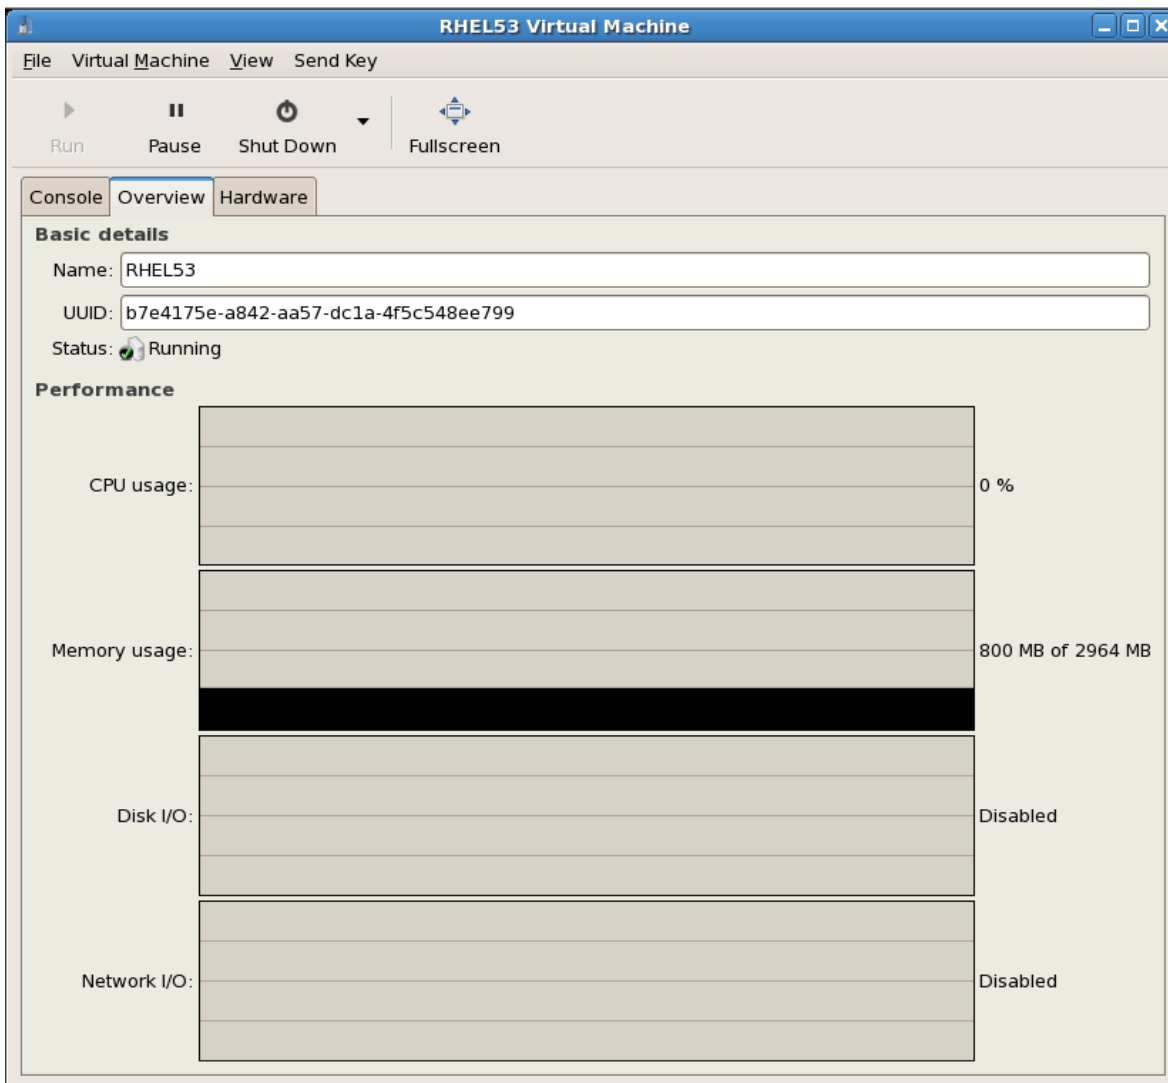 RHEL53 Virtual Machine
File Virtual Machine View Send Key
Run Pause Shut Down Fullscreen
Console Overview Hardware
Basic details
Name: RHEL53
UUID: b7e4175e-a842-aa57-dc1a-4f5c548ee799
Status: Running
Performance
CPU usage: 0 %
Memory usage: 800 MB of 2964 MB
Disk I/O: Disabled
Network I/O: Disabled